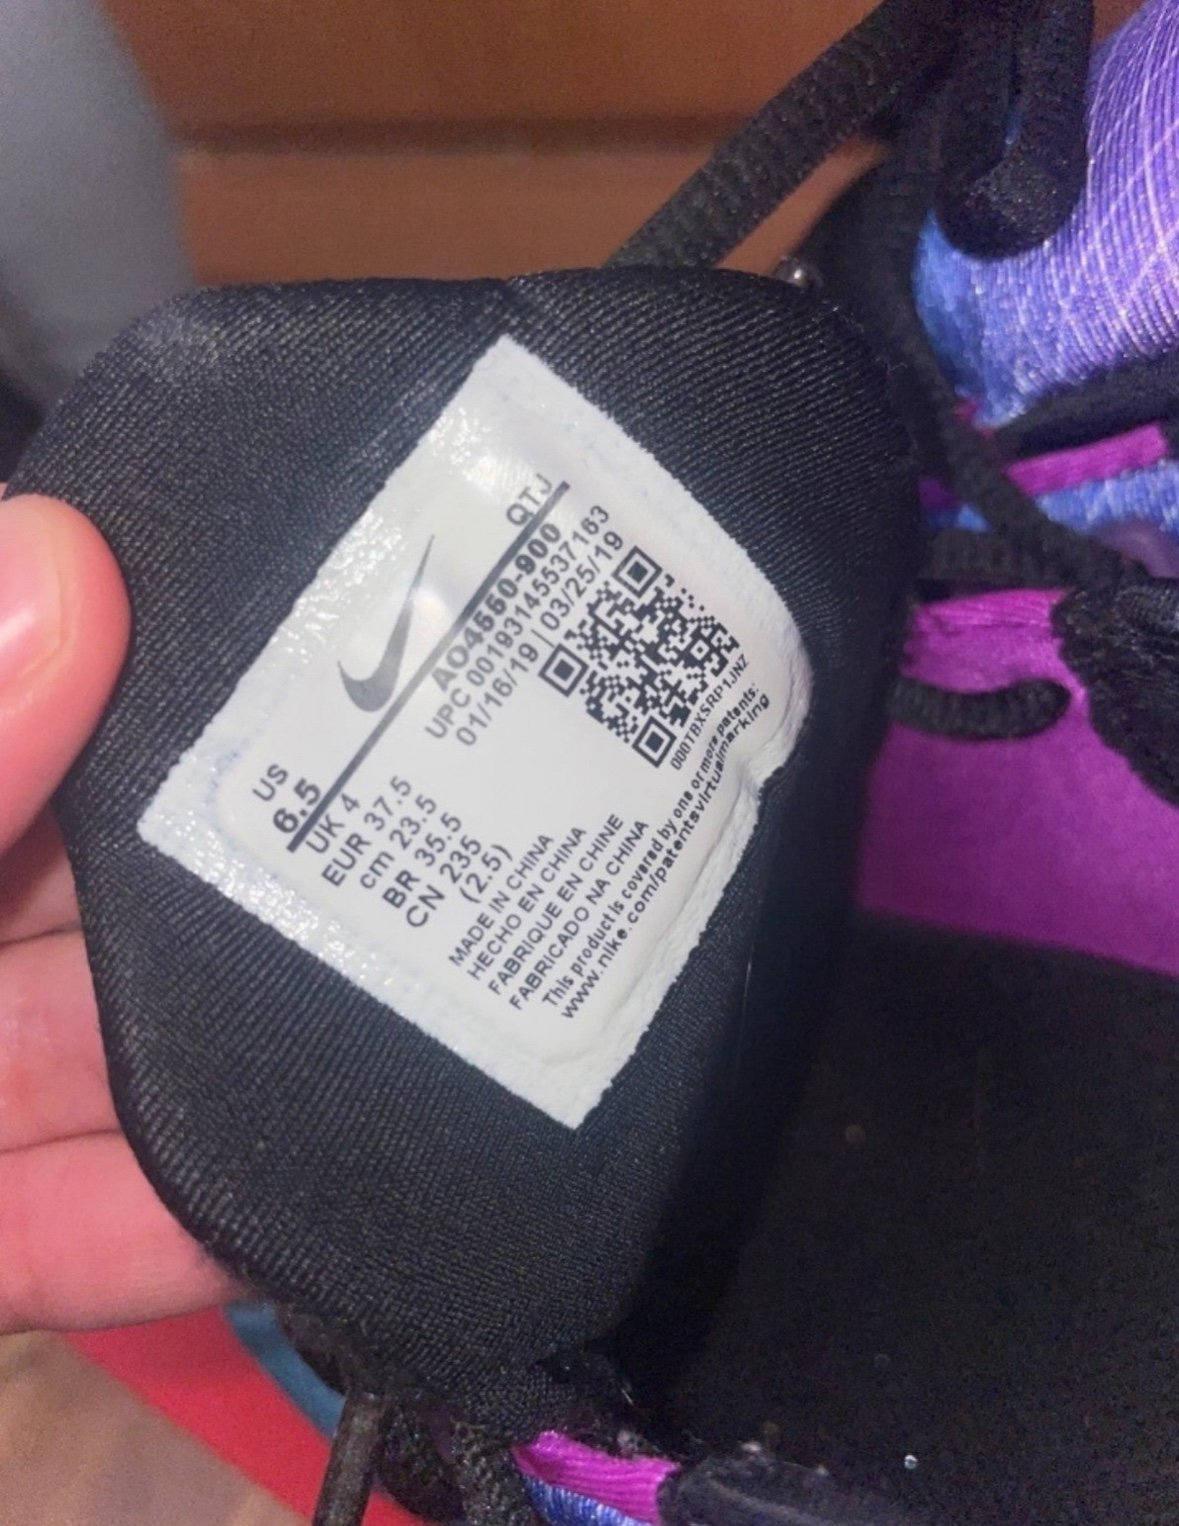 QTJ
US
6.5
AO4550-900
UK 4
UPC 00193145537163
EUR 37.5
01/16/19 | 03/25/19
cm 23.5
BR 35.5
CN 235
(2.5)
000TBXSRP1JNZ
MADE IN CHINA
HECHO EN CHINA
FABRIQUE EN CHINE
FABRICADO NA CHINA
This product is covered by one or more patents:
www.nike.com/patentsvirtualmarking